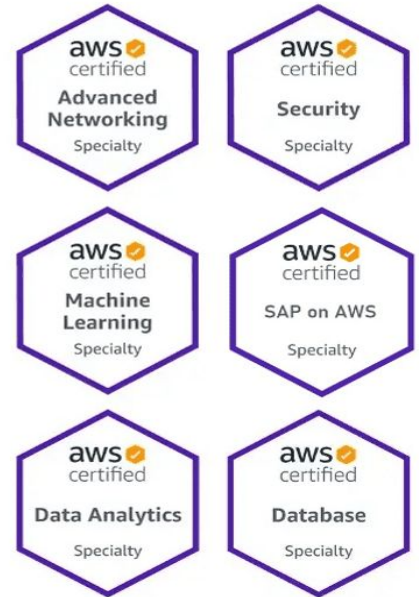 aws
certified
Advanced
Networking
Specialty
aws
certified
Security
Specialty
aws
certified
Machine
Learning
Specialty
aws
certified
SAP on AWS
Specialty
aws
certified
Data Analytics
Specialty
aws
certified
Database
Specialty